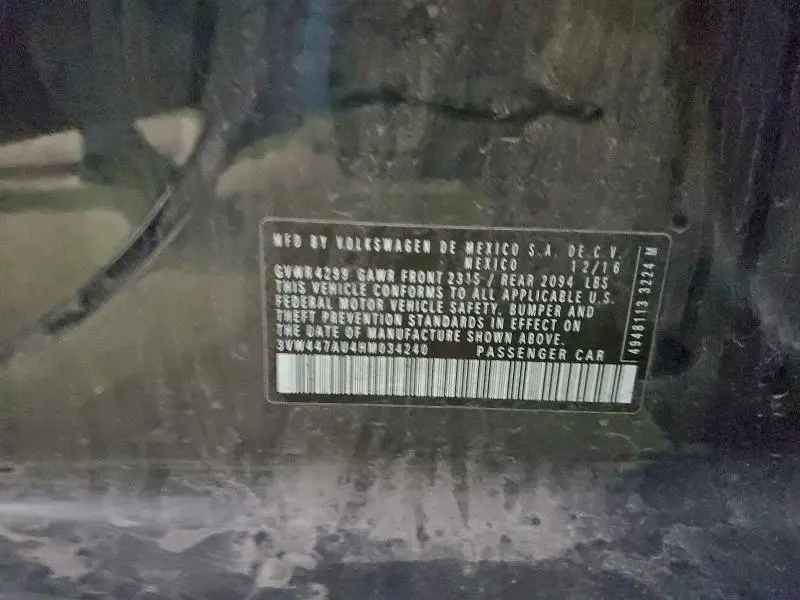 MFD BY VOLKSWAGEN DE MEXICO S.A. DE C.V.
MEXICO 12/16
GVWR 4299 GAWR FRONT 2315 / REAR 2094 LBS
THIS VEHICLE CONFORMS TO ALL APPLICABLE U.S.
FEDERAL MOTOR VEHICLE SAFETY, BUMPER AND
THEFT PREVENTION STANDARDS IN EFFECT ON
THE DATE OF MANUFACTURE SHOWN ABOVE.
3VW447AU4HM034240 PASSENGER CAR
4948113 3224 M